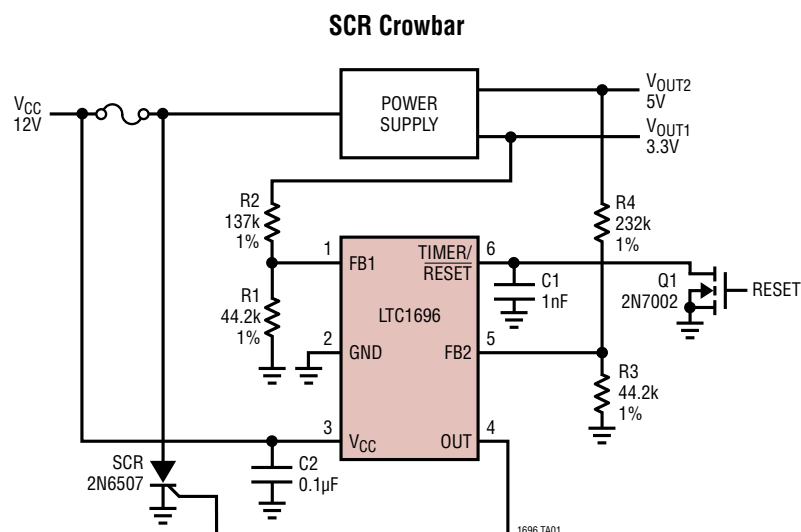 SCR Crowbar
VCC
12V
POWER
SUPPLY
VOUT2
5V
VOUT1
3.3V
R2
137k
1%
R4
232k
1%
1
FB1
TIMER/
RESET
6
C1
1nF
Q1
2N7002
RESET
R1
44.2k
1%
LTC1696
2
GND
FB2
5
R3
44.2k
1%
3
VCC
OUT
4
SCR
2N6507
C2
0.1µF
1696 TA01